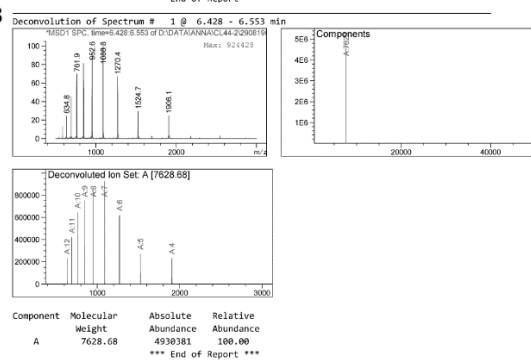 End of Report
Deconvolution of Spectrum # 1 @ 6.428 - 6.553 min
*MSD1 SPC, time=6.428:6.553 of D:\DATA\ANNA\CL44-2\290819
Max: 924428
100
80
60
40
20
0
634.8
761.9
952.6
1088.6
1270.4
1524.7
1906.1
1000
2000
m/z
Components
5E6
4E6
3E6
2E6
1E6
A:762
20000
40000
Deconvoluted Ion Set: A [7628.68]
800000
600000
400000
200000
0
A:12
A:11
A:10
A:9
A:8
A:7
A:6
A:5
A:4
1000
2000
3000
Component Molecular Absolute Relative
Weight Abundance Abundance
A 7628.68 4930381 100.00
*** End of Report ***